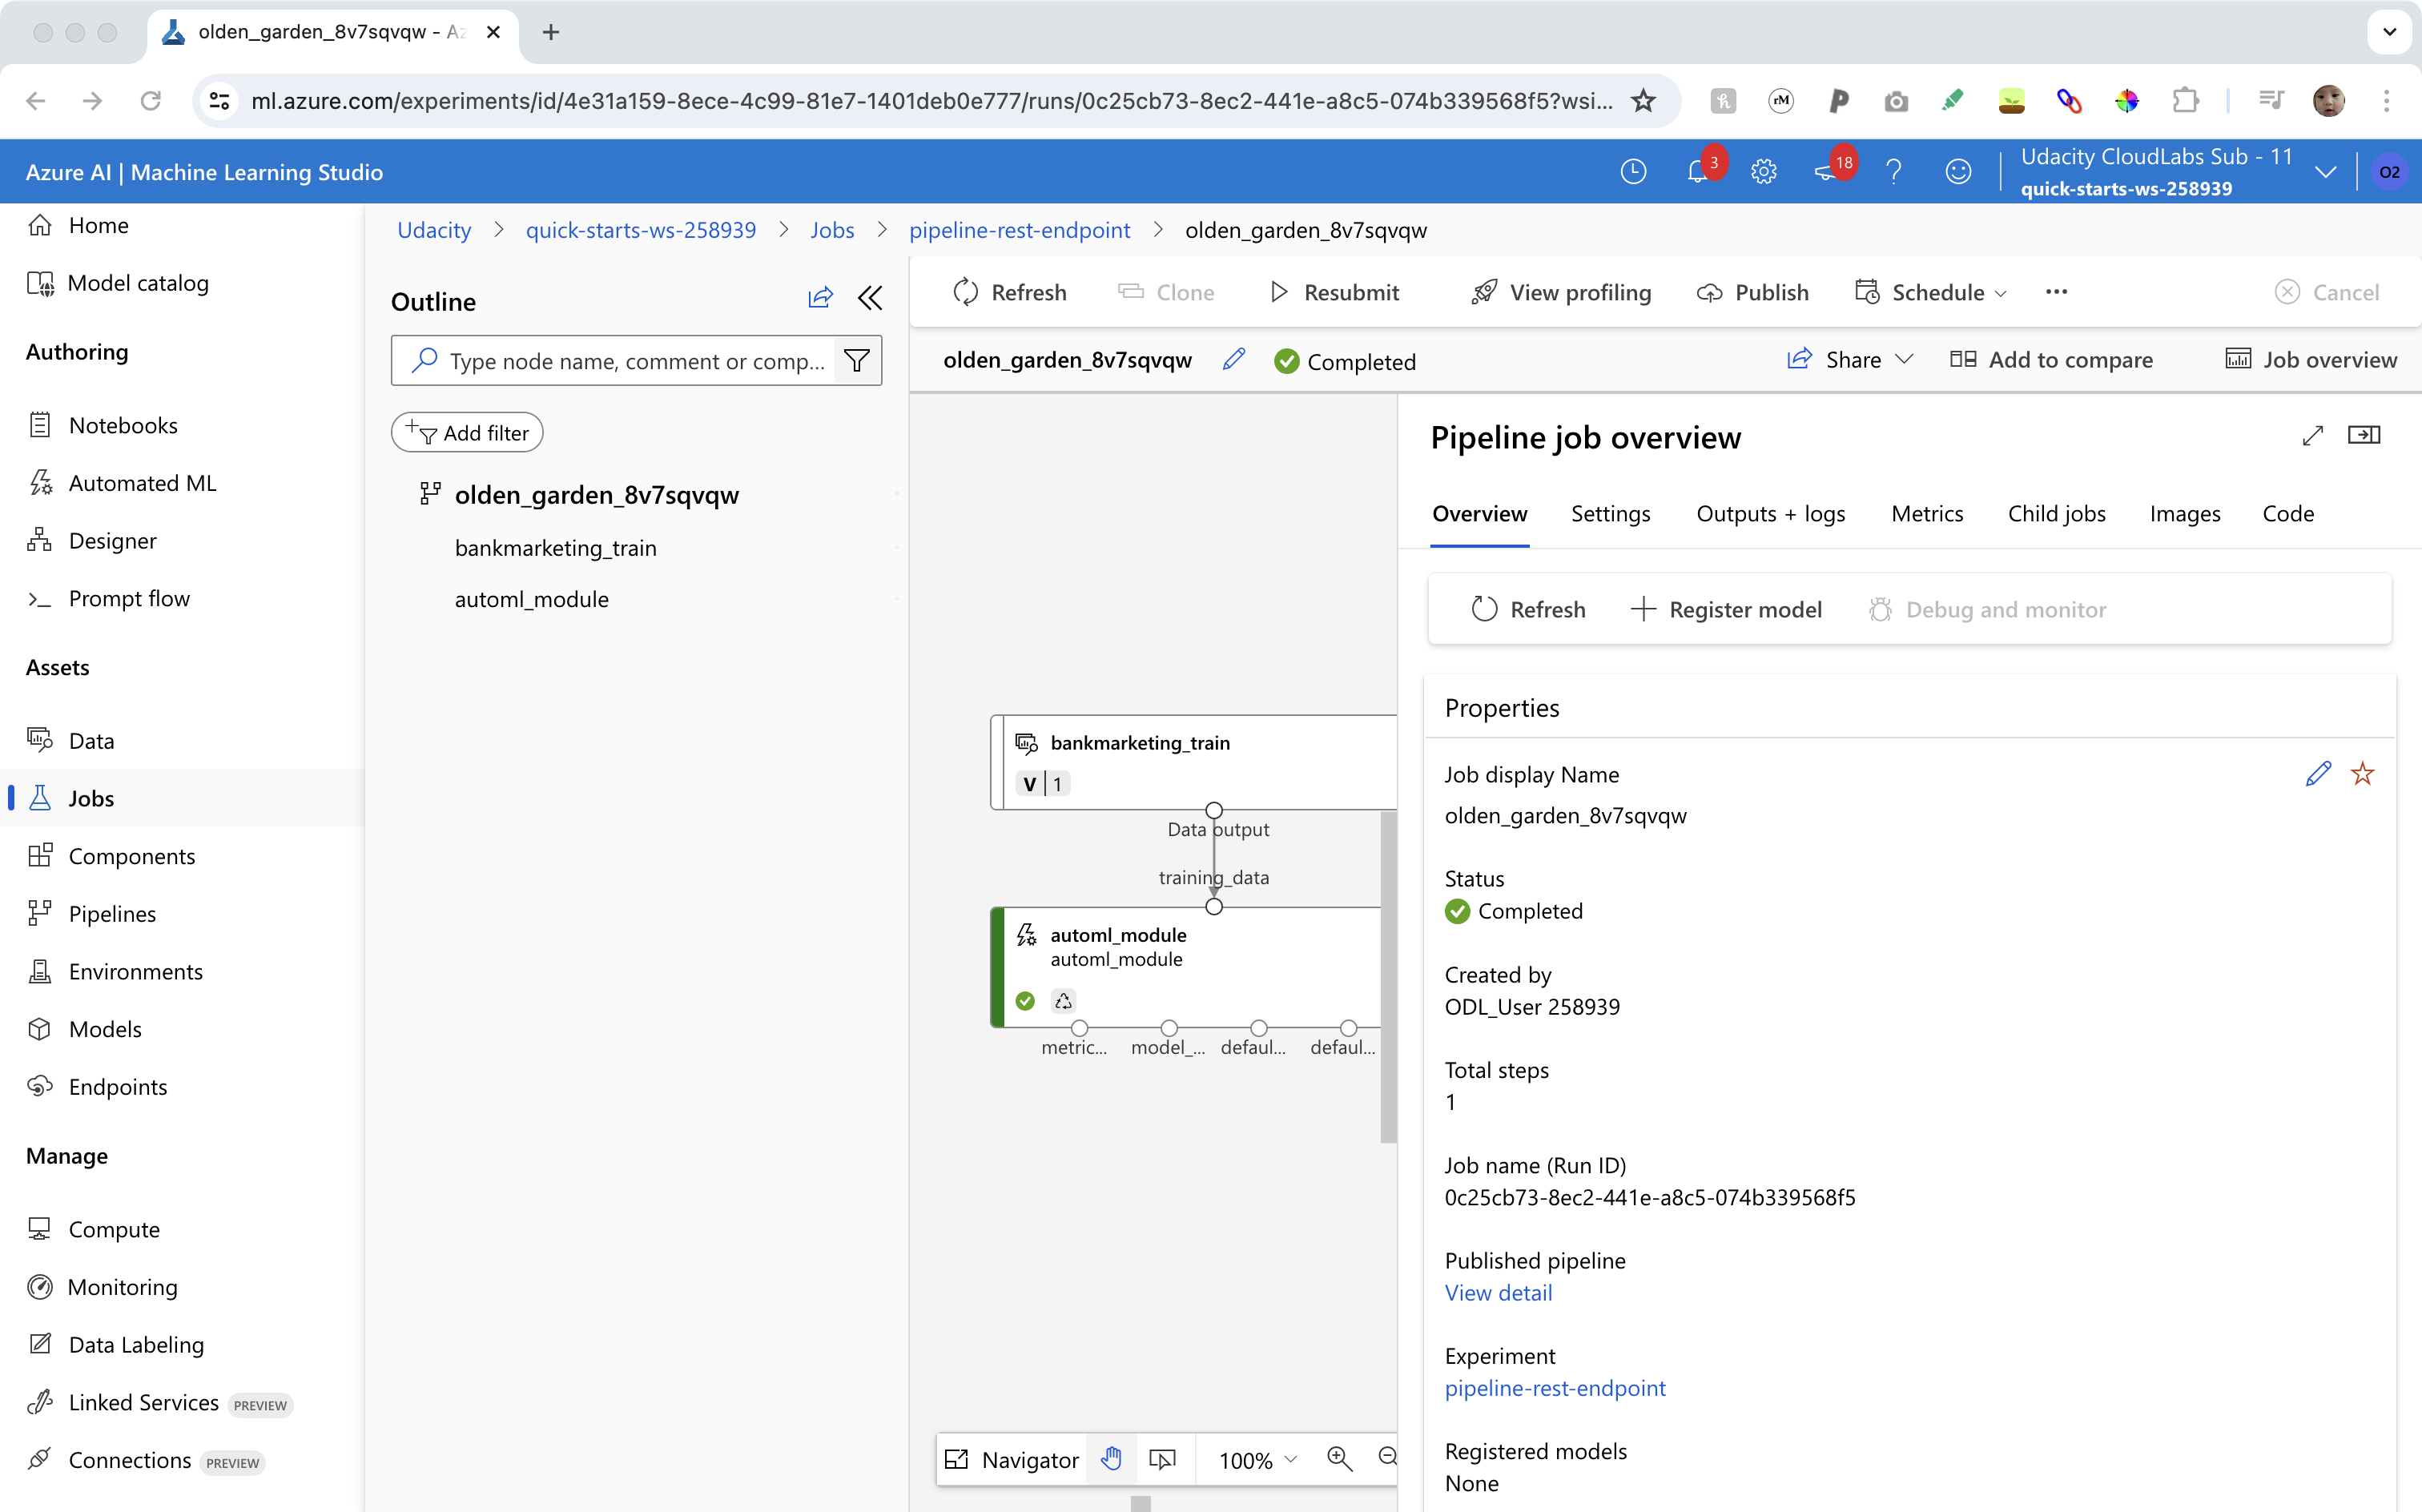 olden_garden_8v7sqvqw - Az
ml.azure.com/experiments/id/4e31a159-8ece-4c99-81e7-1401deb0e777/runs/0c25cb73-8ec2-441e-a8c5-074b339568f5?wsi...
rM
Azure AI | Machine Learning Studio
3
18
Udacity CloudLabs Sub - 11
quick-starts-ws-258939
O2
Home
Model catalog
Authoring
Notebooks
Automated ML
Designer
Prompt flow
Assets
Data
Jobs
Components
Pipelines
Environments
Models
Endpoints
Manage
Compute
Monitoring
Data Labeling
Linked Services PREVIEW
Connections PREVIEW
Udacity > quick-starts-ws-258939 > Jobs > pipeline-rest-endpoint > olden_garden_8v7sqvqw
Outline
Type node name, comment or comp...
Add filter
olden_garden_8v7sqvqw
bankmarketing_train
automl_module
Refresh Clone Resubmit View profiling Publish Schedule ... Cancel
olden_garden_8v7sqvqw Completed Share Add to compare Job overview
bankmarketing_train
V | 1
Data output
training_data
automl_module
automl_module
metric... model_... defaul... defaul...
Navigator 100%
Pipeline job overview
Overview Settings Outputs + logs Metrics Child jobs Images Code
Refresh Register model Debug and monitor
Properties
Job display Name
olden_garden_8v7sqvqw
Status
Completed
Created by
ODL_User 258939
Total steps
1
Job name (Run ID)
0c25cb73-8ec2-441e-a8c5-074b339568f5
Published pipeline
View detail
Experiment
pipeline-rest-endpoint
Registered models
None